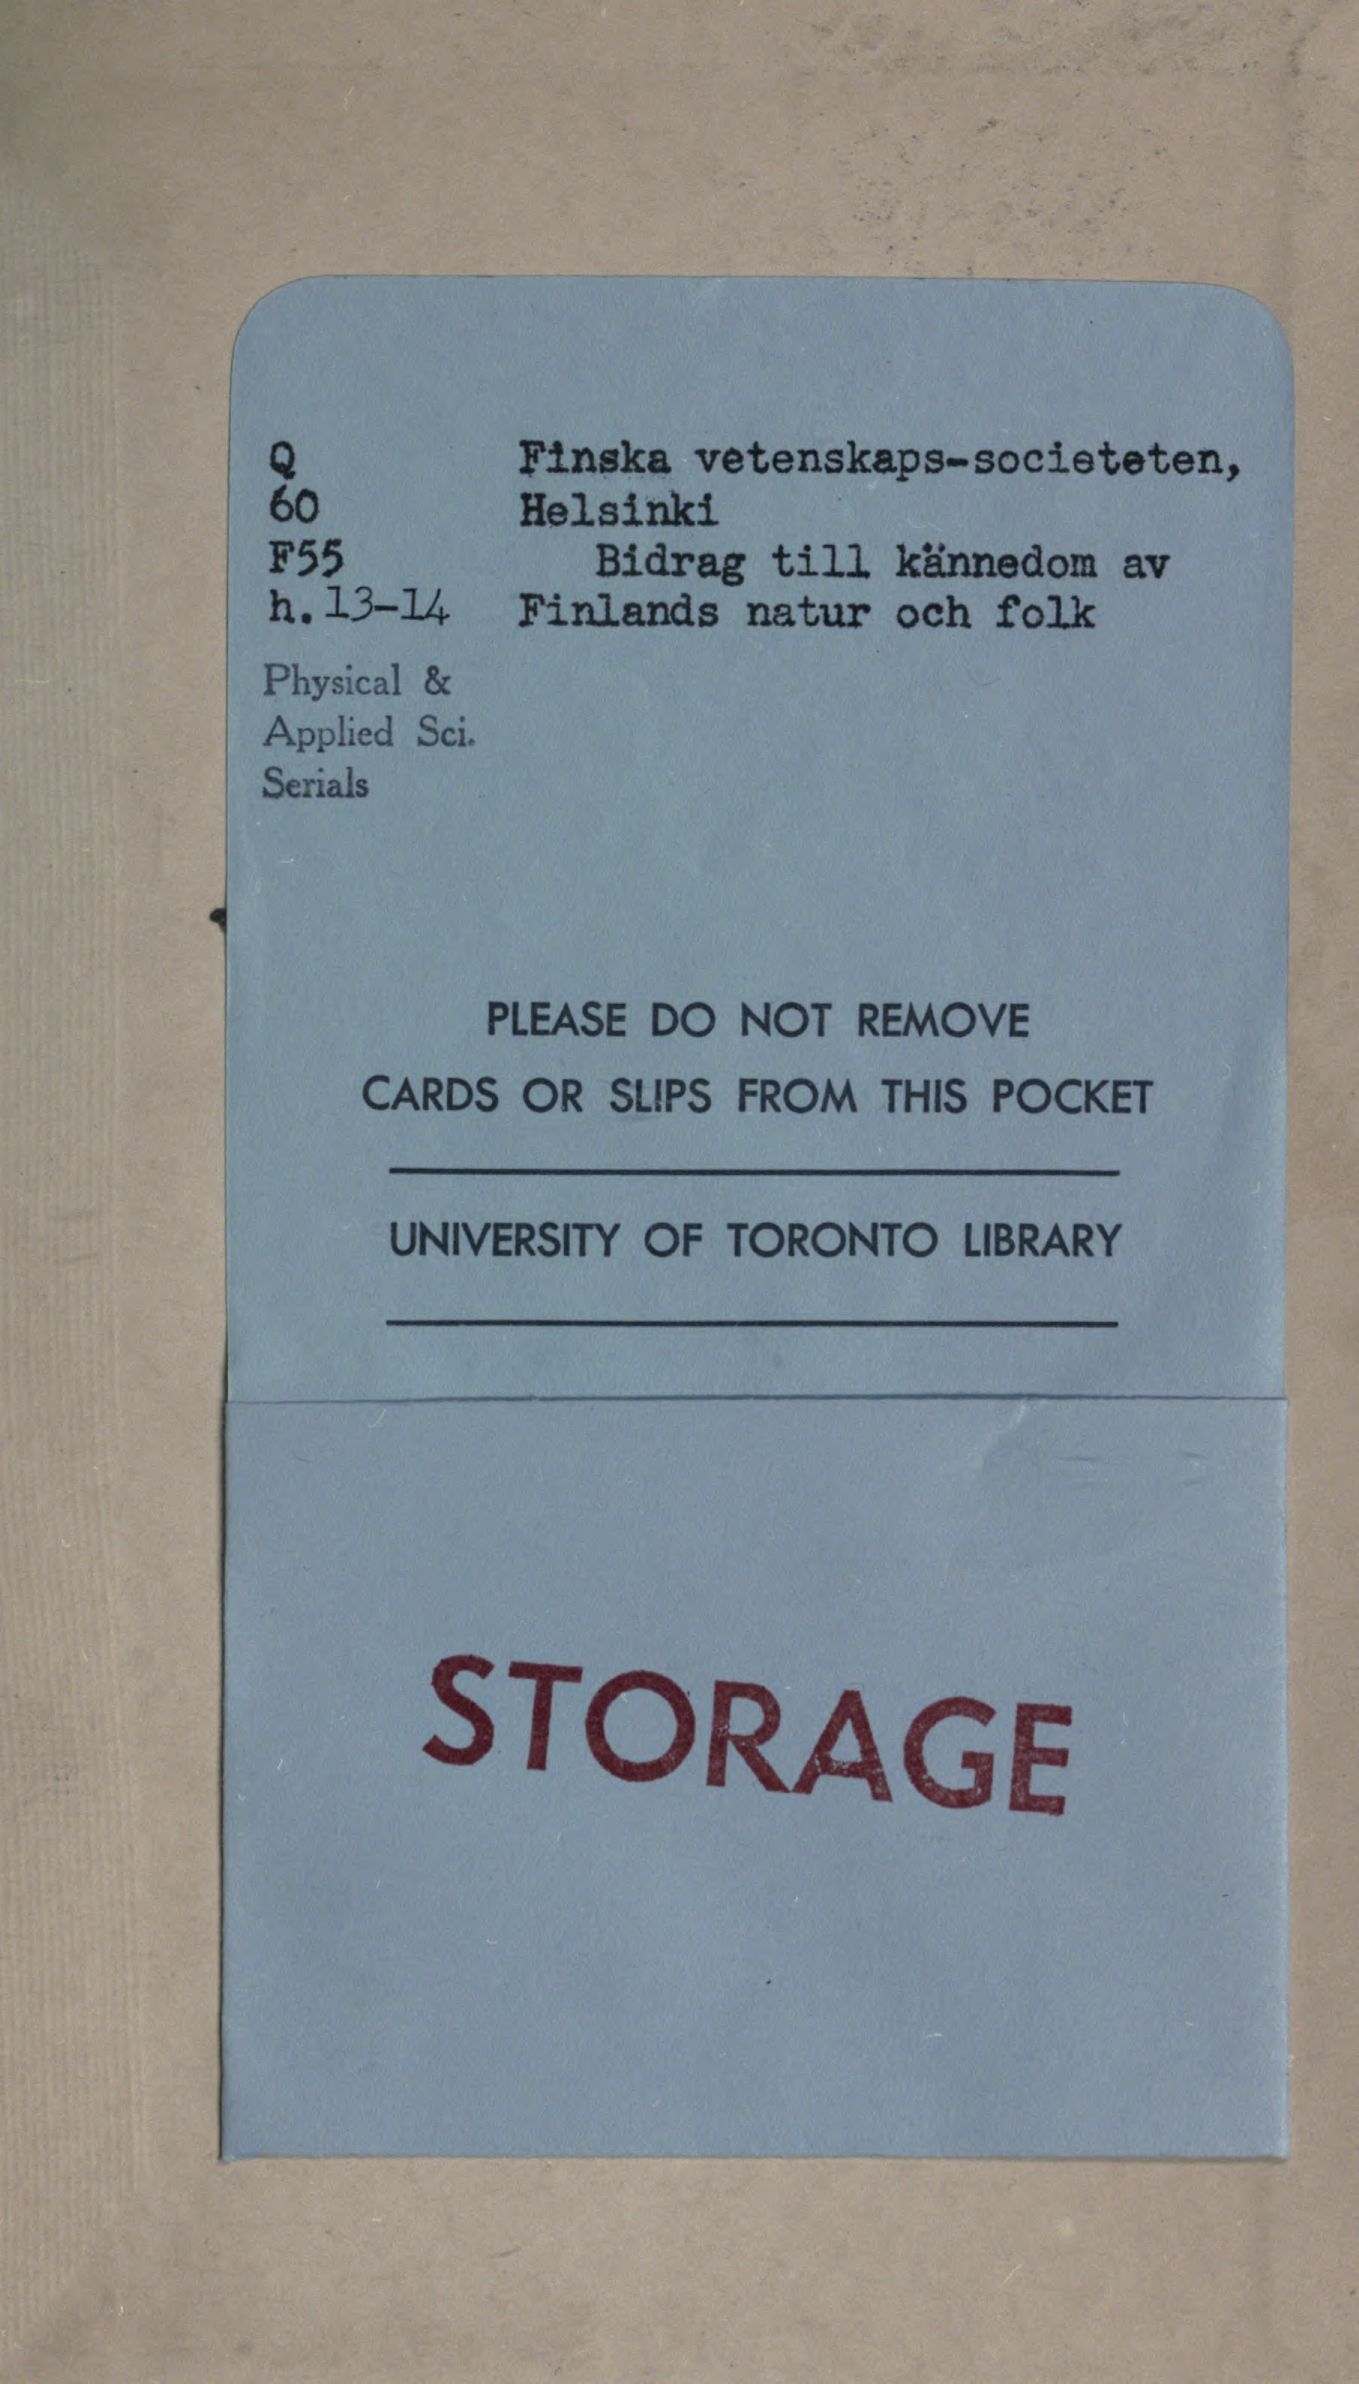 Q
60
F55
h. 13-14
Physical &
Applied Sci.
Serials
Finska vetenskaps-societeten,
Helsinki
Bidrag till kännedom av
Finlands natur och folk
PLEASE DO NOT REMOVE
CARDS OR SLIPS FROM THIS POCKET
UNIVERSITY OF TORONTO LIBRARY
STORAGE